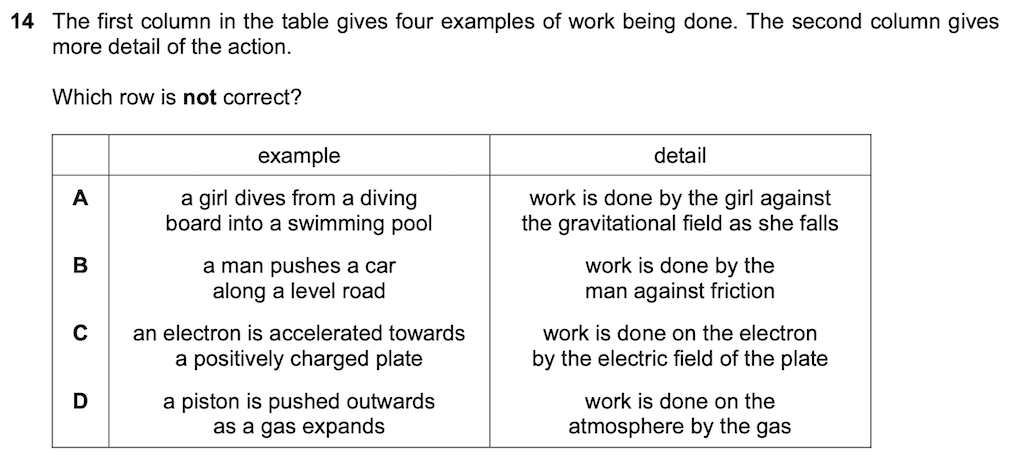 14 The first column in the table gives four examples of work being done. The second column gives
more detail of the action.
Which row is not correct?
example detail
A a girl dives from a diving work is done by the girl against
board into a swimming pool the gravitational field as she falls
B a man pushes a car work is done by the
along a level road man against friction
C an electron is accelerated towards work is done on the electron
a positively charged plate by the electric field of the plate
D a piston is pushed outwards work is done on the
as a gas expands atmosphere by the gas